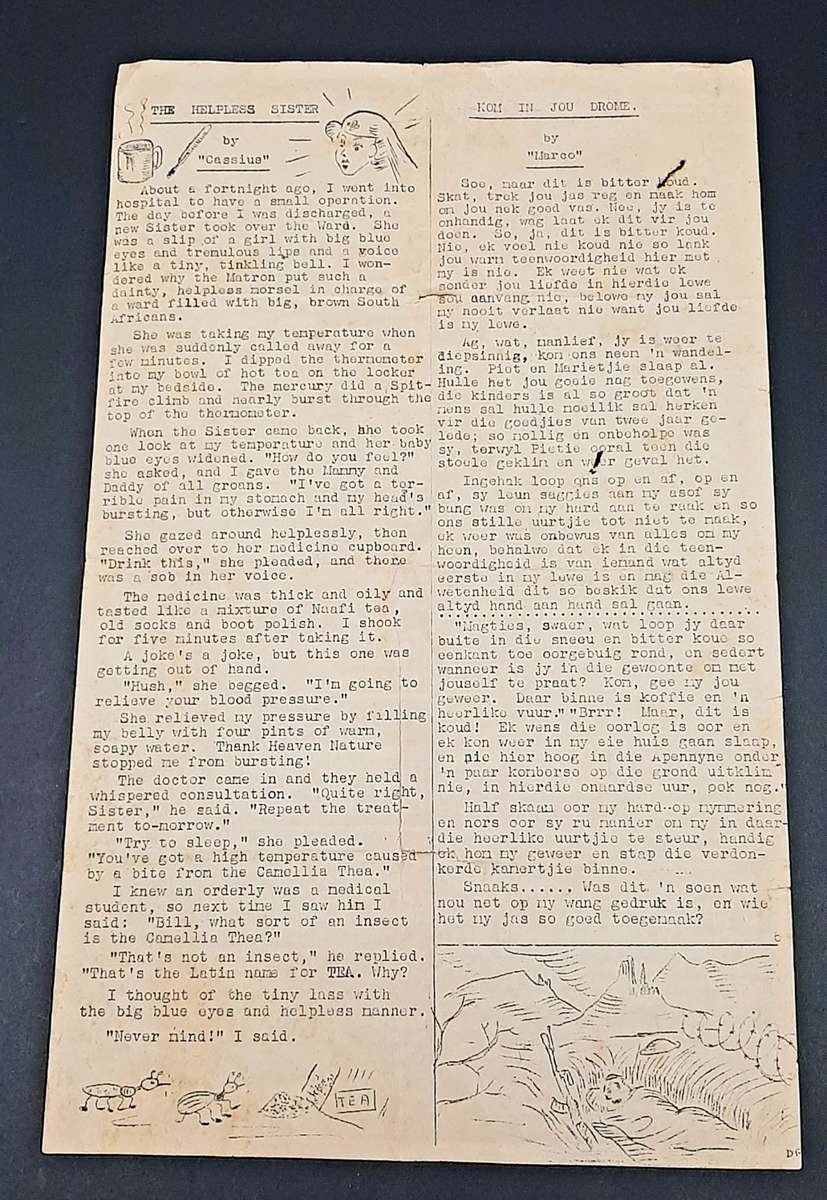 THE HELPLESS SISTER
by
"Cassius"
About a fortnight ago, I went into
hospital to have a small operation.
The day before I was discharged, a
new Sister took over the Ward. She
was a slip of a girl with big blue
eyes and tremulous lips and a voice
like a tiny, tinkling bell. I won-
dered why the Matron put such a
dainty, helpless morsel in charge of
a ward filled with big, brown South
Africans.
She was taking my temperature when
she was suddenly called away for a
few minutes. I dipped the thermometer
into my bowl of hot tea on the locker
at my bedside. The mercury did a Spit-
fire climb and nearly burst through the
top of the thermometer.
When the Sister came back, she took
one look at my temperature and her baby
blue eyes widened. "How do you feel?"
she asked, and I gave the Mammy and
Daddy of all groans. "I've got a ter-
rible pain in my stomach and my head's
bursting, but otherwise I'm all right."
She gazed around helplessly, then
reached over to her medicine cupboard.
"Drink this," she pleaded, and there
was a sob in her voice.
The medicine was thick and oily and
tasted like a mixture of Naafi tea,
old socks and boot polish. I shook
for five minutes after taking it.
A joke's a joke, but this one was
getting out of hand.
"Hush," she begged. "I'm going to
relieve your blood pressure."
She relieved my pressure by filling
my belly with four pints of warm,
soapy water. Thank Heaven Nature
stopped me from bursting!
The doctor came in and they held a
whispered consultation. "Quite right,
Sister," he said. "Repeat the treat-
ment to-morrow."
"Try to sleep," she pleaded.
"You've got a high temperature caused
by a bite from the Camellia Thea."
I knew an orderly was a medical
student, so next time I saw him I
said: "Bill, what sort of an insect
is the Camellia Thea?"
"That's not an insect," he replied.
"That's the Latin name for TEA. Why?
I thought of the tiny lass with
the big blue eyes and helpless manner.
"Never mind!" I said.
TEA
KOM IN JOU DROME.
by
"Marco"
Soe, maar dit is bitter koud.
Skat, trek jou jas reg en maak hom
om jou nek goed vas. Nee, jy is te
onhandig, wag laat ek dit vir jou
doen. So, ja, dit is bitter koud.
Nie, ek voel nie koud nie so lank
jou warm teenwoordigheid hier met
my is nie. Ek weet nie wat ek
sonder jou liefde in hierdie lewe
sou aanvang nie, belowe my jou sal
my nooit verlaat nie want jou liefde
is my lewe.
Ag, wat, manlief, jy is weer te
diepsinnig, kom ons neem 'n wandel-
ing. Piet en Marietjie slaap al.
Hulle het jou goeie nag toegewens,
die kinders is al so groot dat 'n
mens sal hulle moeilik sal herken
vir die goedjies van twee jaar ge-
lede; so mollig en onbeholpe was
sy, terwyl Pietie ooral teen die
stoele geklim en weer geval het.
Ingehak loop ons op en af, op en
af, sy leun saggies aan my asof sy
bang was om my hard aan te raak en so
ons stille uurtjie tot niet te maak,
ek weer was onbewus van alles om my
heen, behalwe dat ek in die teen-
woordigheid is van iemand wat altyd
eerste in my lewe is en mag die Al-
wetenheid dit so beskik dat ons lewe
altyd hand aan hand sal gaan.
"Magties, swaer, wat loop jy daar
buite in die sneeu en bitter koue so
eenkant toe oorgebuig rond, en sedert
wanneer is jy in die gewoonte om met
jouself te praat? Kom, gee my jou
geweer. Daar binne is koffie en 'n
heerlike vuur." "Brrr! Maar, dit is
koud! Ek wens die oorlog is oor en
ek kon weer in my eie huis gaan slaap,
en nie hier hoog in die Apennyne onder
'n paar komberse op die grond uitklim
nie, in hierdie onaardse uur, ook nog."
Half skaam oor my hard-op mymmering
en nors oor sy ru manier om my in daar-
die heerlike uurtjie te steur, handig
ek hom my geweer en stap die verdon-
kerde kamertjie binne.
Snaaks...... Was dit 'n soen wat
nou net op my wang gedruk is, en wie
het my jas so goed toegemaak?
6